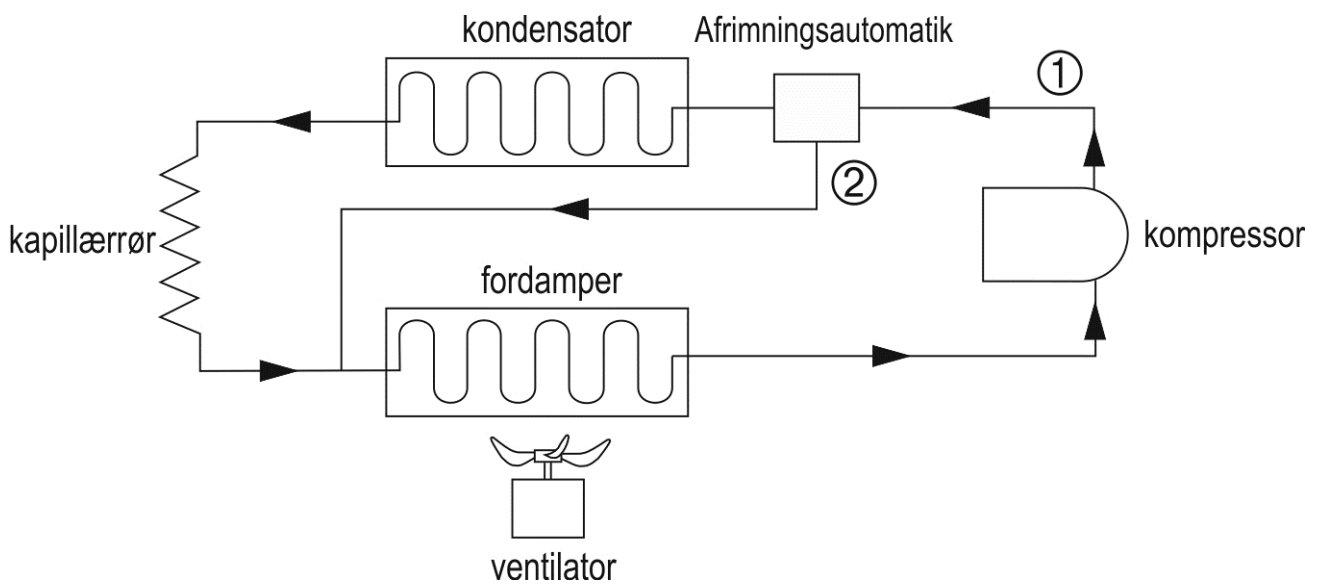 kondensator
Afrimningsautomatik
①
②
kapillærrør
kompressor
fordamper
ventilator